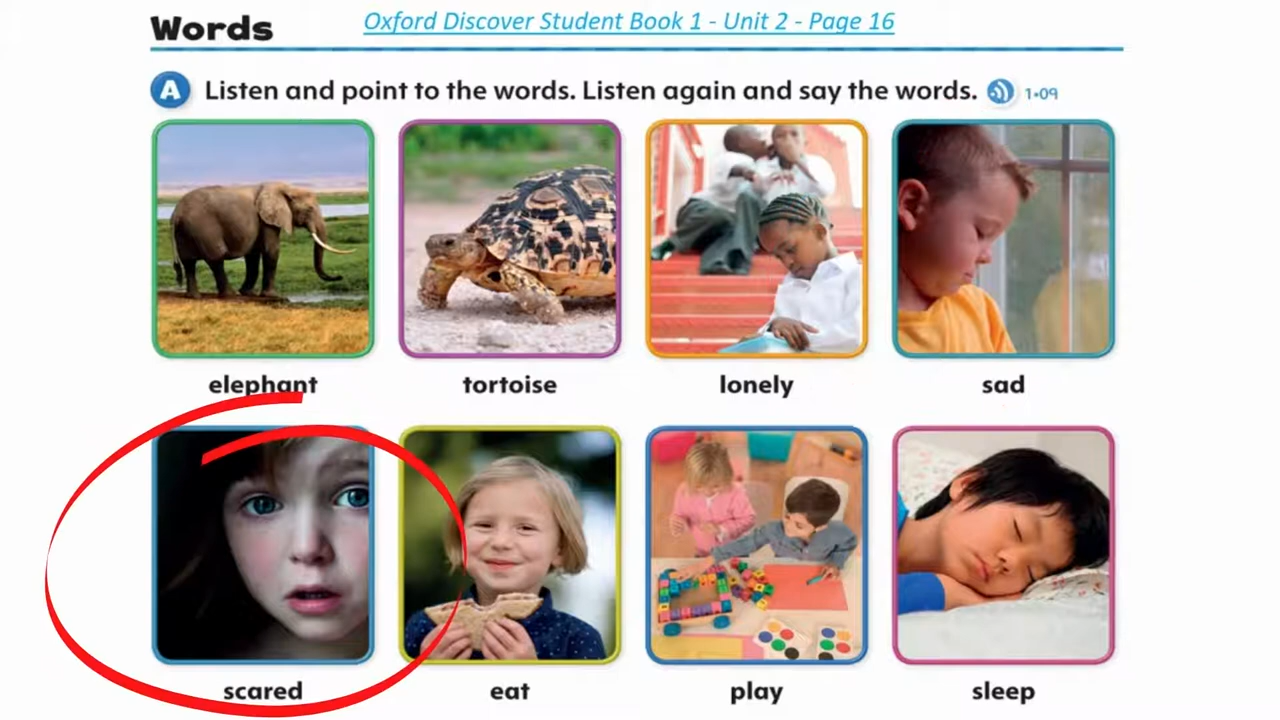 Words
Oxford Discover Student Book 1 - Unit 2 - Page 16
A Listen and point to the words. Listen again and say the words. 1•09
elephant tortoise lonely sad
scared eat play sleep